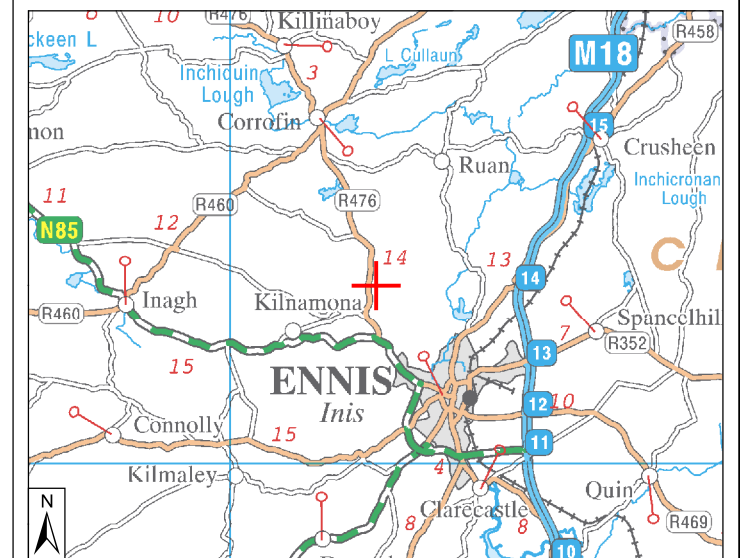 10
R476
Killinaboy
R458
ckeen L
3
L Cullaun
M18
Inchiquin
Lough
Corrofin
15
Crusheen
non
Ruan
Inchicronan
Lough
11
R460
R476
N85
12
14
13
C
14
Inagh
Kilnamona
R460
7
Spancelhil
R352
13
15
ENNIS
Inis
12
10
Connolly
15
11
4
Kilmaley
Clarecastle
Quin
N
8
8
R469
10